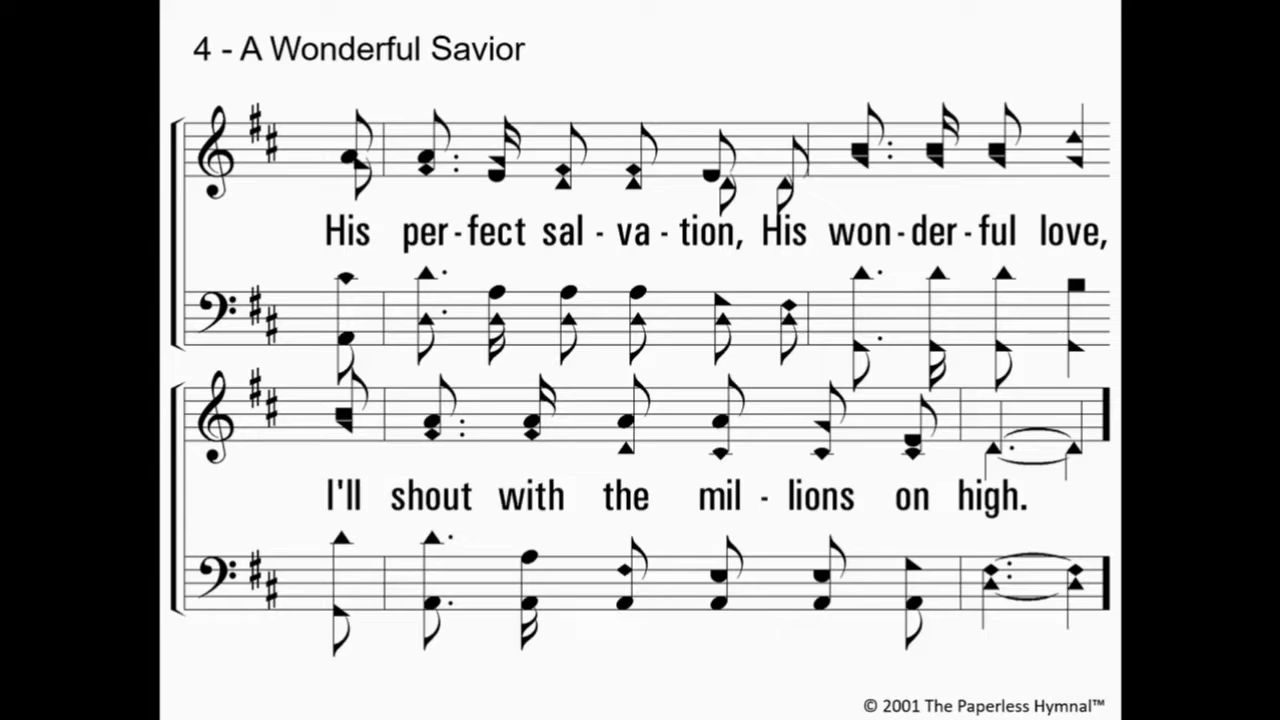 4 - A Wonderful Savior
His per - fect sal - va - tion, His won - der - ful love,
I'll shout with the mil - lions on high.
© 2001 The Paperless Hymnal™